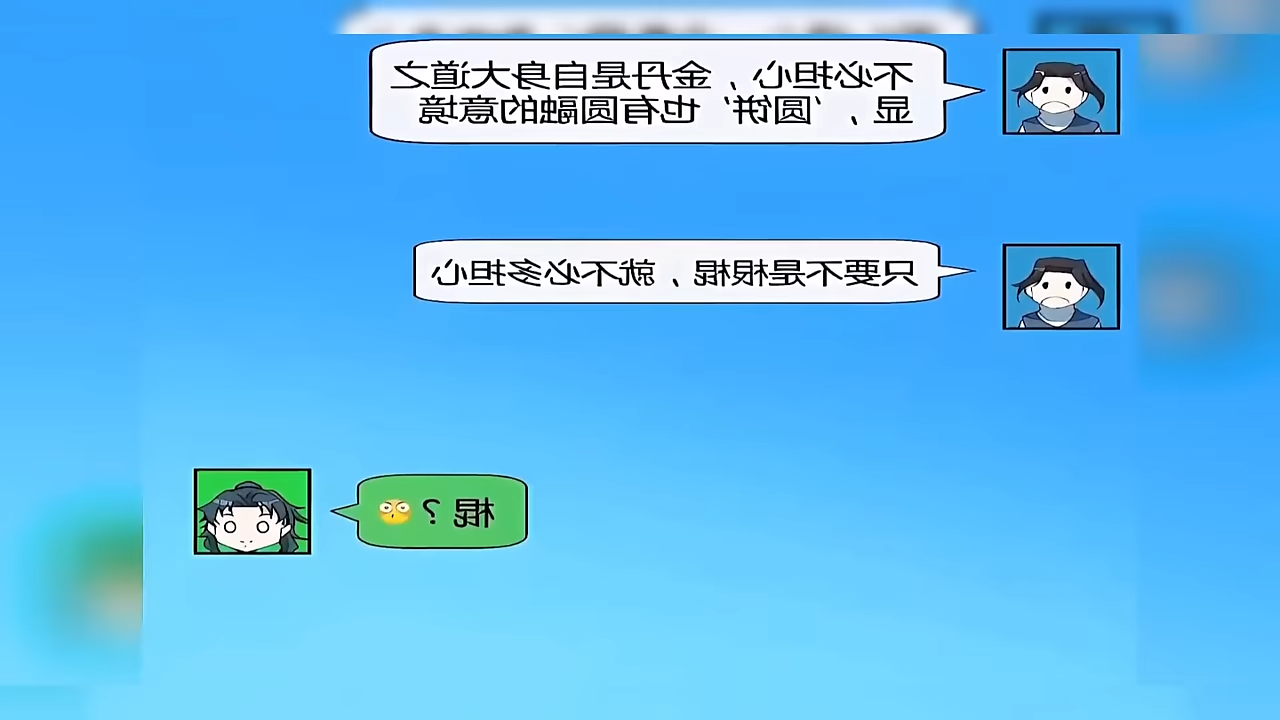 不必担心，金丹是自身大道之
显，'圆饼'也有圆融的意境
只要不是根棍，就不必多担心
棍？